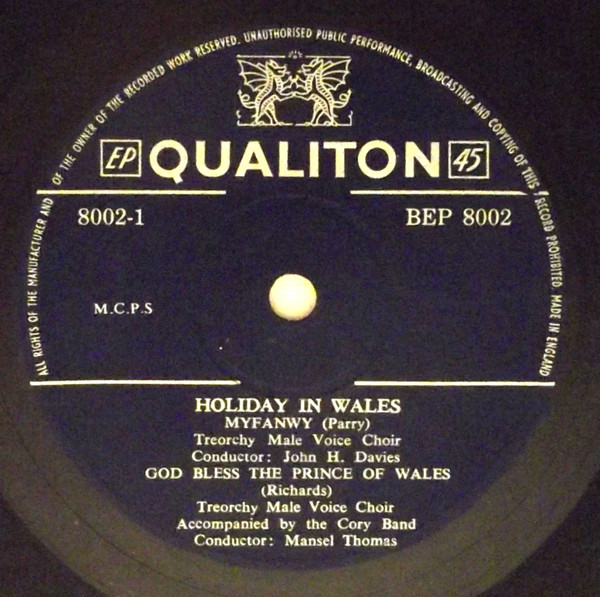 ALL RIGHTS OF THE MANUFACTURER AND OF THE OWNER OF THE RECORDED WORK RESERVED. UNAUTHORISED PUBLIC PERFORMANCE, BROADCASTING AND COPYING OF THIS RECORD PROHIBITED. MADE IN ENGLAND
EP QUALITON 45
8002-1 BEP 8002
M.C.P.S
HOLIDAY IN WALES
MYFANWY (Parry)
Treorchy Male Voice Choir
Conductor: John H. Davies
GOD BLESS THE PRINCE OF WALES
(Richards)
Treorchy Male Voice Choir
Accompanied by the Cory Band
Conductor: Mansel Thomas